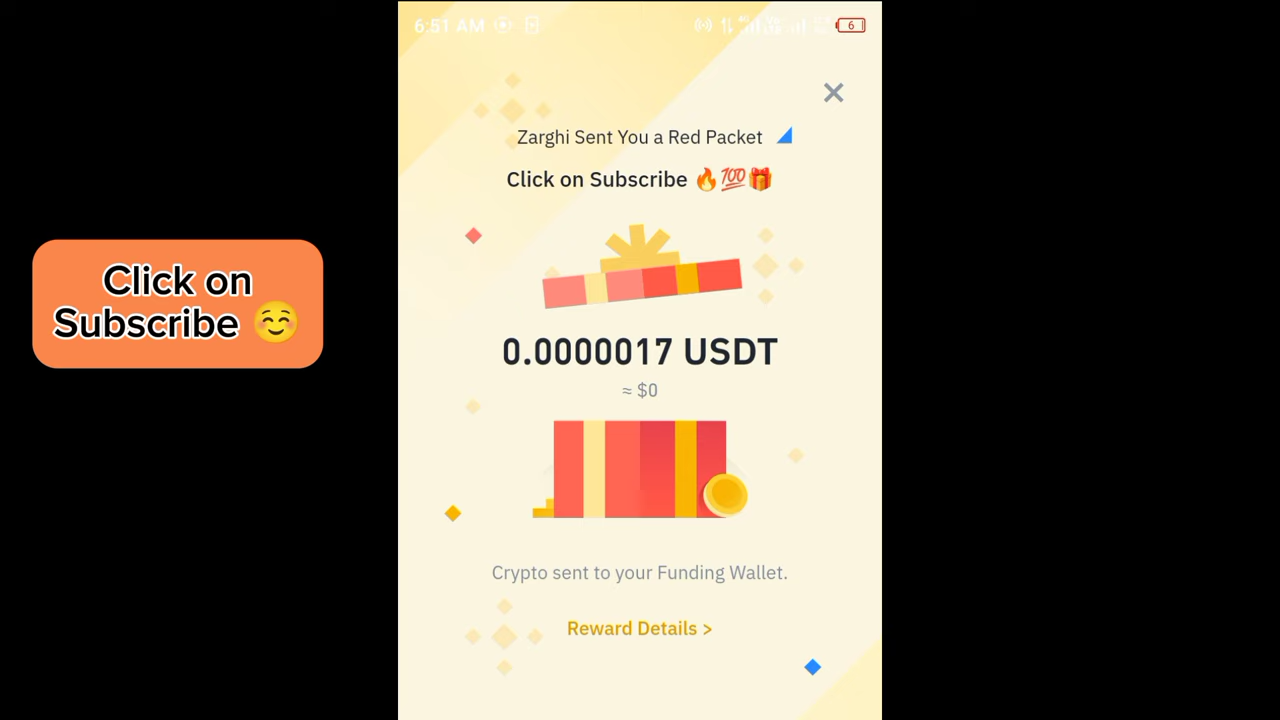 6:51 AM
6
Zarghi Sent You a Red Packet
Click on Subscribe 🔥💯🎁
Click on
Subscribe ☺️
0.0000017 USDT
≈ $0
Crypto sent to your Funding Wallet.
Reward Details >